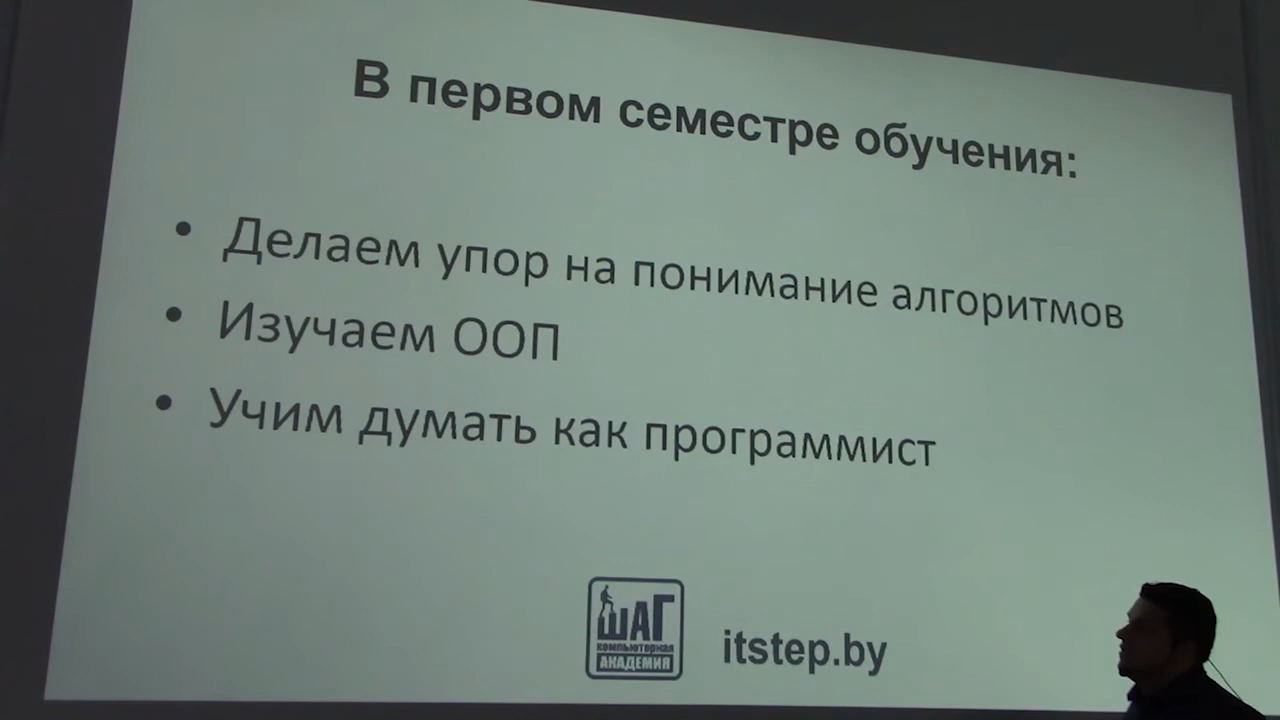 В первом семестре обучения:
• Делаем упор на понимание алгоритмов
• Изучаем ООП
• Учим думать как программист
ШАГ
компьютерная
АКАДЕМИЯ
itstep.by